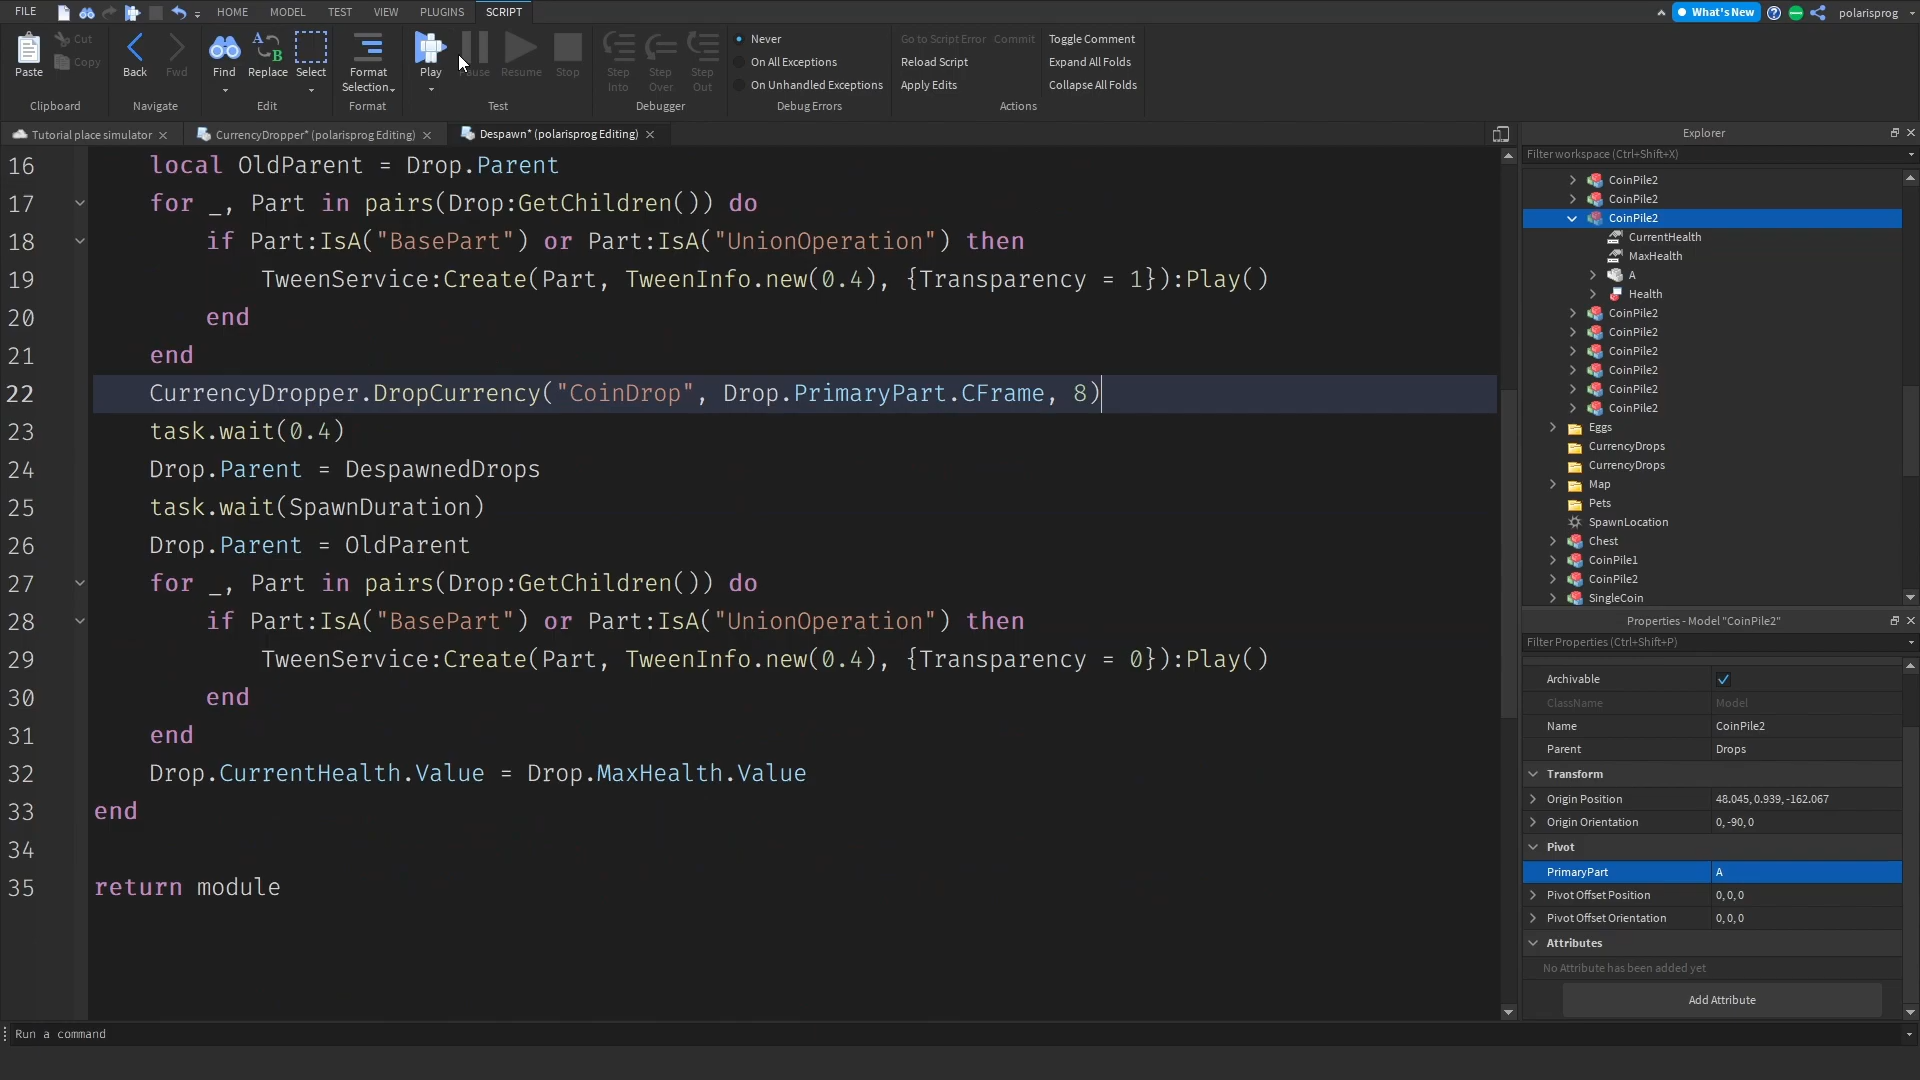 FILE HOME MODEL TEST VIEW PLUGINS SCRIPT What's New polarisprog
Paste Cut Copy Back Fwd Find Replace Select Format Selection Play Pause Resume Stop Step Into Step Over Step Out
Never
On All Exceptions
On Unhandled Exceptions
Go to Script Error Commit Toggle Comment
Reload Script Expand All Folds
Apply Edits Collapse All Folds
Clipboard Navigate Edit Format Test Debugger Debug Errors Actions
Tutorial place simulator CurrencyDropper* (polarisprog Editing) Despawn* (polarisprog Editing)
16 local OldParent = Drop.Parent
17 for _, Part in pairs(Drop:GetChildren()) do
18 if Part:IsA("BasePart") or Part:IsA("UnionOperation") then
19 TweenService:Create(Part, TweenInfo.new(0.4), {Transparency = 1}):Play()
20 end
21 end
22 CurrencyDropper.DropCurrency("CoinDrop", Drop.PrimaryPart.CFrame, 8)
23 task.wait(0.4)
24 Drop.Parent = DespawnedDrops
25 task.wait(SpawnDuration)
26 Drop.Parent = OldParent
27 for _, Part in pairs(Drop:GetChildren()) do
28 if Part:IsA("BasePart") or Part:IsA("UnionOperation") then
29 TweenService:Create(Part, TweenInfo.new(0.4), {Transparency = 0}):Play()
30 end
31 end
32 Drop.CurrentHealth.Value = Drop.MaxHealth.Value
33 end
34
35 return module
Run a command
Explorer
Filter workspace (Ctrl+Shift+X)
CoinPile2
CoinPile2
CoinPile2
CurrentHealth
MaxHealth
A
Health
CoinPile2
CoinPile2
CoinPile2
CoinPile2
CoinPile2
CoinPile2
Eggs
CurrencyDrops
CurrencyDrops
Map
Pets
SpawnLocation
Chest
CoinPile1
CoinPile2
SingleCoin
Properties - Model "CoinPile2"
Filter Properties (Ctrl+Shift+P)
Archivable
ClassName Model
Name CoinPile2
Parent Drops
Transform
Origin Position 48.045, 0.939, -162.067
Origin Orientation 0, -90, 0
Pivot
PrimaryPart A
Pivot Offset Position 0, 0, 0
Pivot Offset Orientation 0, 0, 0
Attributes
No Attribute has been added yet
Add Attribute